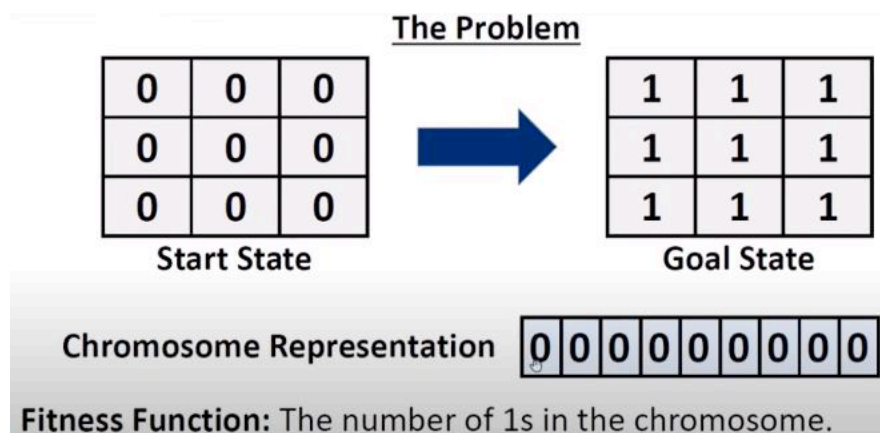 The Problem
0 0 0 1 1 1
0 0 0 1 1 1
0 0 0 1 1 1
Start State Goal State
Chromosome Representation 0 0 0 0 0 0 0 0 0
Fitness Function: The number of 1s in the chromosome.